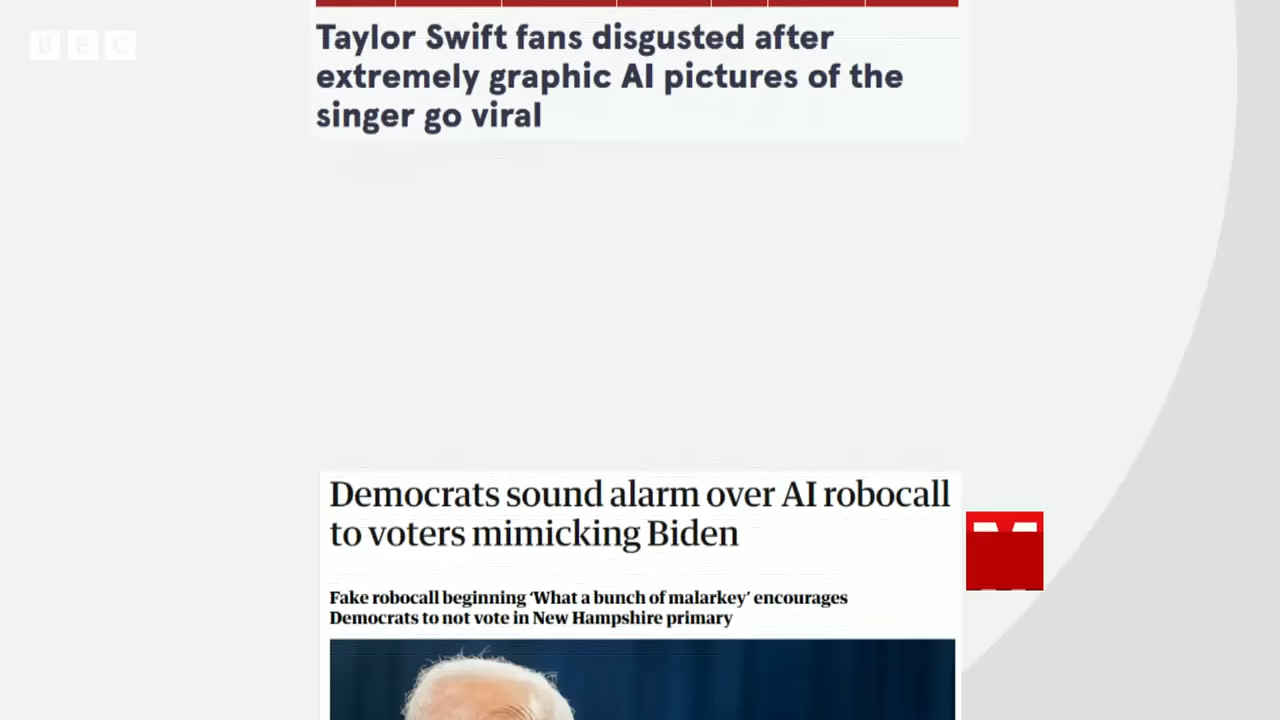 BBC
Taylor Swift fans disgusted after
extremely graphic AI pictures of the
singer go viral
Democrats sound alarm over AI robocall
to voters mimicking Biden
Fake robocall beginning ‘What a bunch of malarkey’ encourages
Democrats to not vote in New Hampshire primary